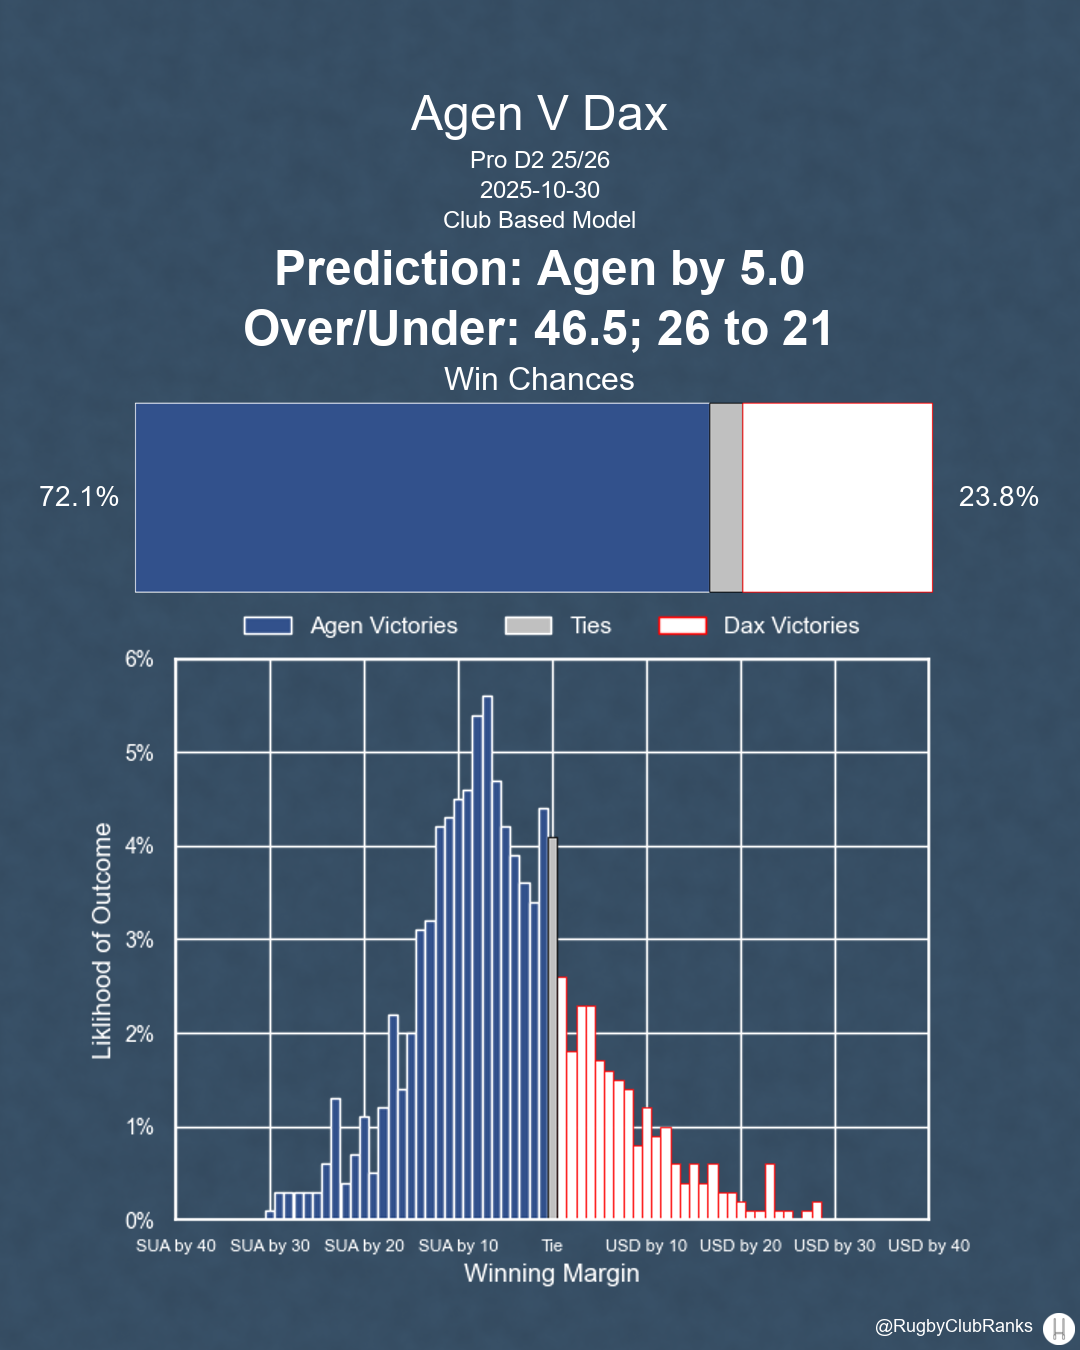 Agen V Dax
Pro D2 25/26
2025-10-30
Club Based Model
Prediction: Agen by 5.0
Over/Under: 46.5; 26 to 21
Win Chances
72.1%
23.8%
Agen Victories
Ties
Dax Victories
6%
5%
4%
3%
2%
1%
0%
Liklihood of Outcome
SUA by 40 SUA by 30 SUA by 20 SUA by 10 Tie USD by 10 USD by 20 USD by 30 USD by 40
Winning Margin
@RugbyClubRanks